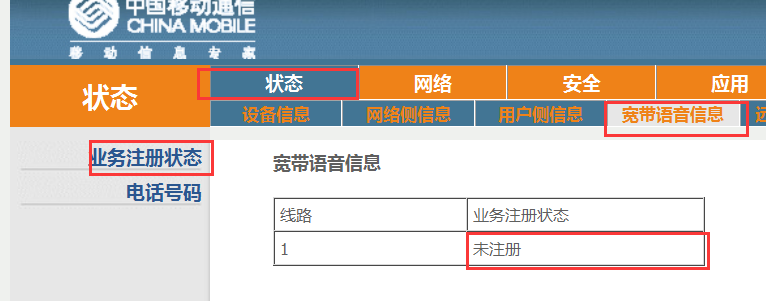 中国移动通信
CHINA MOBILE
移动信息专家
状态
状态 网络 安全 应用
设备信息 网络侧信息 用户侧信息 宽带语音信息 远
业务注册状态
电话号码
宽带语音信息
线路 业务注册状态
1 未注册